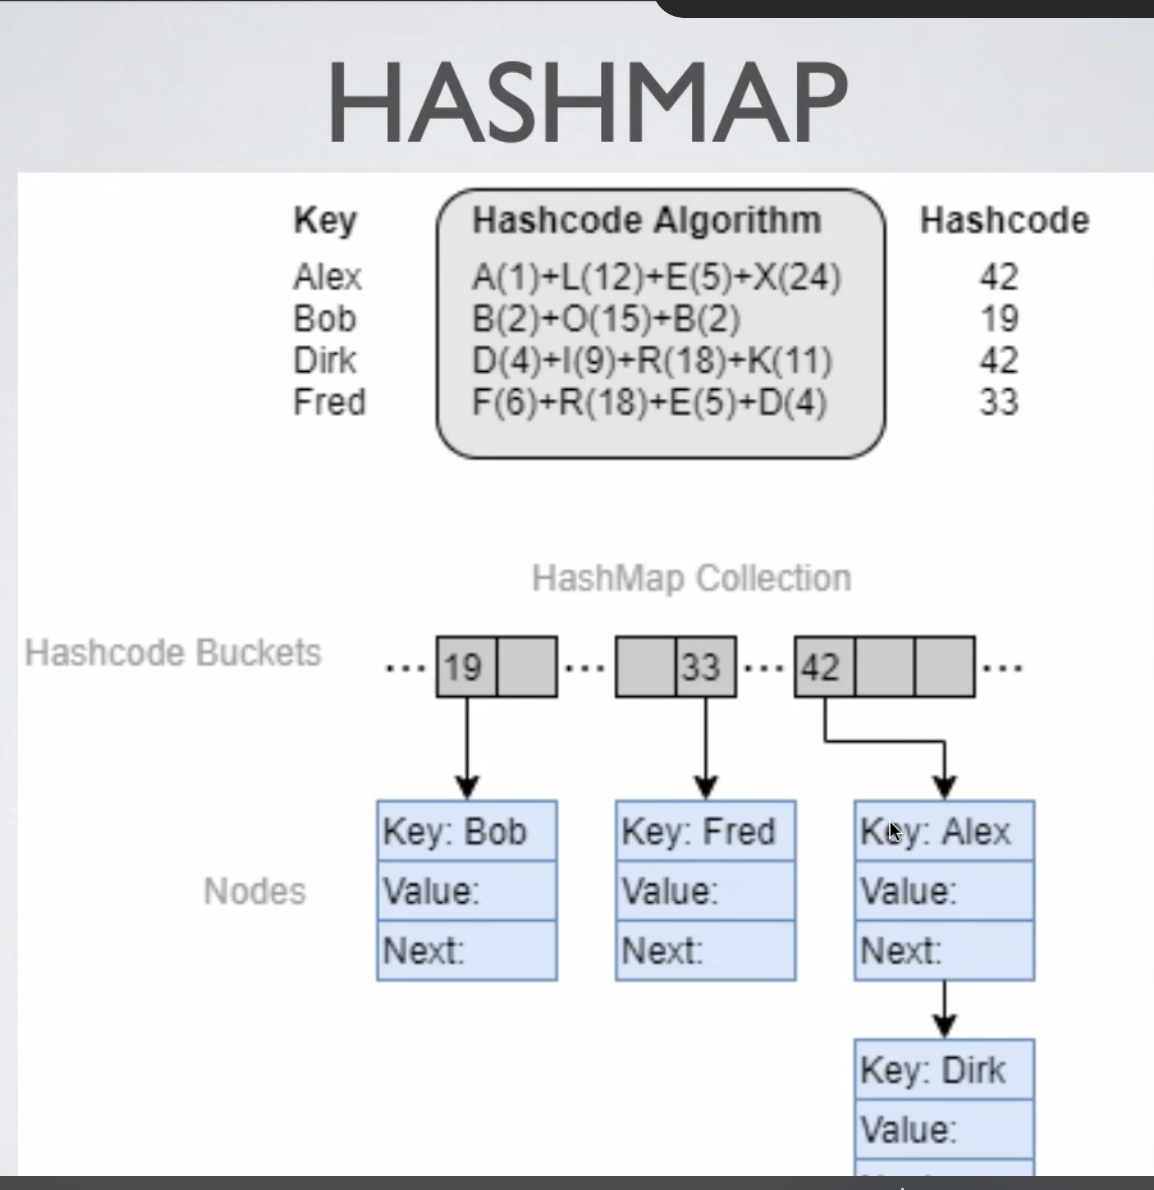 HASHMAP
Key Hashcode Algorithm Hashcode
Alex A(1)+L(12)+E(5)+X(24) 42
Bob B(2)+O(15)+B(2) 19
Dirk D(4)+I(9)+R(18)+K(11) 42
Fred F(6)+R(18)+E(5)+D(4) 33
HashMap Collection
Hashcode Buckets ... 19 ... 33 ... 42 ...
Key: Bob Key: Fred Key: Alex
Nodes Value: Value: Value:
Next: Next: Next:
Key: Dirk
Value: